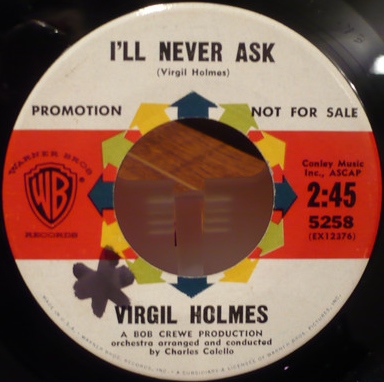 I'LL NEVER ASK
(Virgil Holmes)
PROMOTION NOT FOR SALE
WARNER BROS
WB
RECORDS
Conley Music
Inc., ASCAP
2:45
5258
(EX12376)
VIRGIL HOLMES
A BOB CREWE PRODUCTION
orchestra arranged and conducted
by Charles Calello